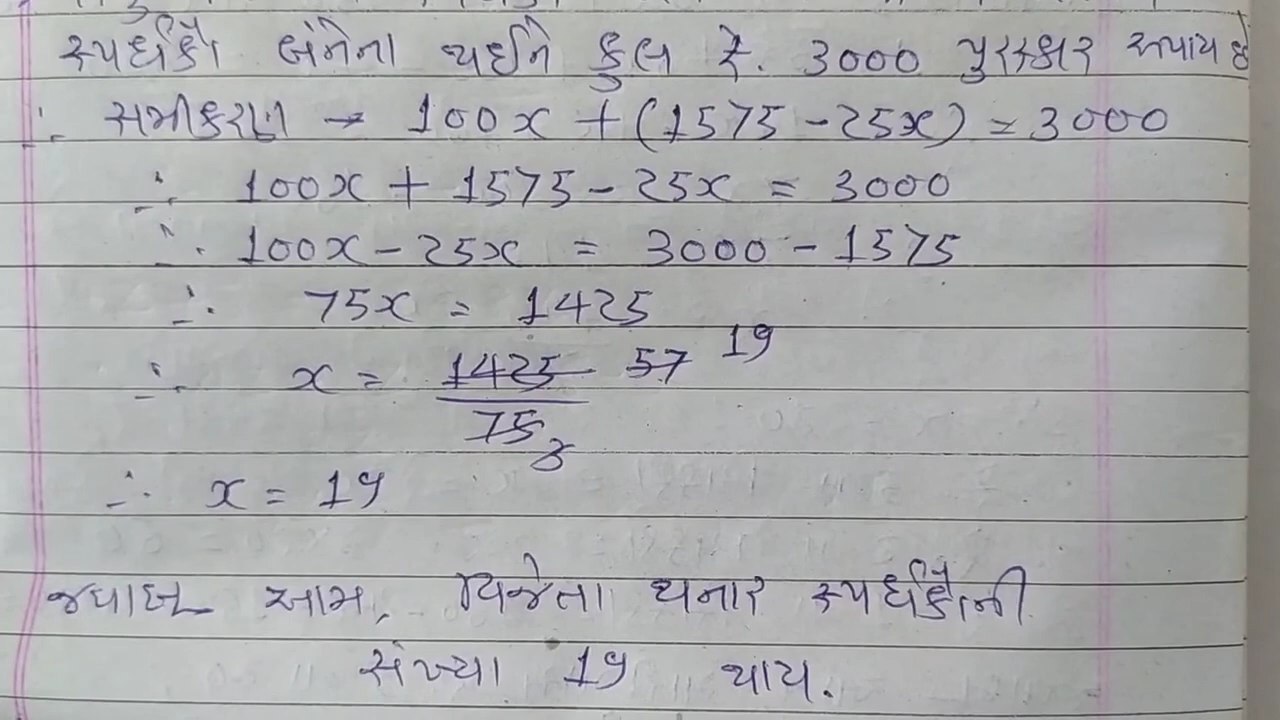 સ્પર્ધકો બંનેના થઈને કુલ રૂ. 3000 પુરસ્કાર અપાય છે
∴ સમીકરણ → 100x + (1575 - 25x) = 3000
∴ 100x + 1575 - 25x = 3000
∴ 100x - 25x = 3000 - 1575
∴ 75x = 1425
∴ x = 1425 57 19
75 3
∴ x = 19
જવાબ આમ, વિજેતા થનાર સ્પર્ધકોની
સંખ્યા 19 થાય.